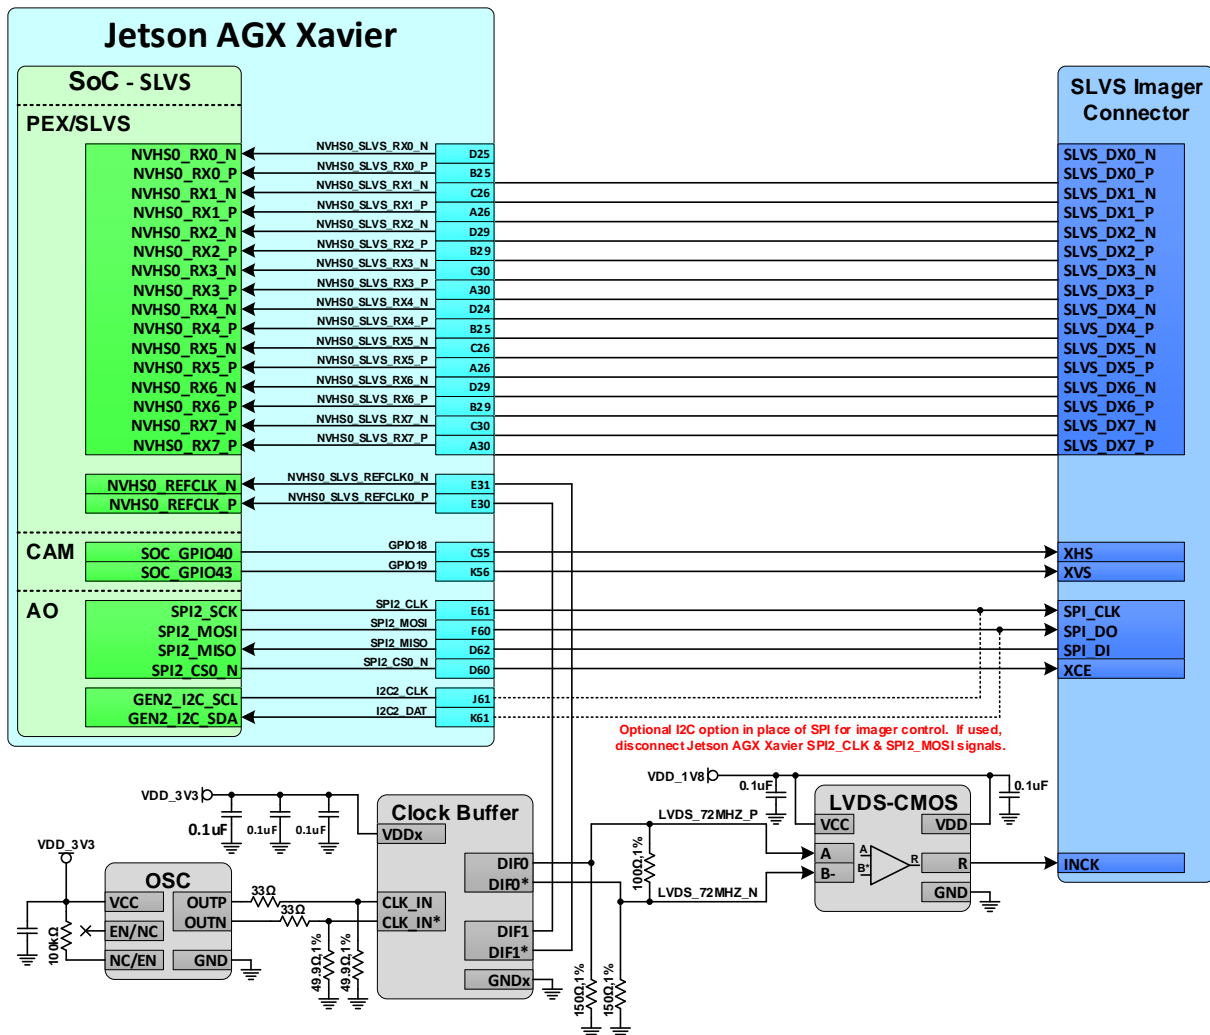 Jetson AGX Xavier
SoC - SLVS
PEX/SLVS
NVHS0_RX0_N NVHS0_SLVS_RX0_N D25 SLVS_DX0_N
NVHS0_RX0_P NVHS0_SLVS_RX0_P B25 SLVS_DX0_P
NVHS0_RX1_N NVHS0_SLVS_RX1_N C26 SLVS_DX1_N
NVHS0_RX1_P NVHS0_SLVS_RX1_P A26 SLVS_DX1_P
NVHS0_RX2_N NVHS0_SLVS_RX2_N D29 SLVS_DX2_N
NVHS0_RX2_P NVHS0_SLVS_RX2_P B29 SLVS_DX2_P
NVHS0_RX3_N NVHS0_SLVS_RX3_N C30 SLVS_DX3_N
NVHS0_RX3_P NVHS0_SLVS_RX3_P A30 SLVS_DX3_P
NVHS0_RX4_N NVHS0_SLVS_RX4_N D24 SLVS_DX4_N
NVHS0_RX4_P NVHS0_SLVS_RX4_P B25 SLVS_DX4_P
NVHS0_RX5_N NVHS0_SLVS_RX5_N C26 SLVS_DX5_N
NVHS0_RX5_P NVHS0_SLVS_RX5_P A26 SLVS_DX5_P
NVHS0_RX6_N NVHS0_SLVS_RX6_N D29 SLVS_DX6_N
NVHS0_RX6_P NVHS0_SLVS_RX6_P B29 SLVS_DX6_P
NVHS0_RX7_N NVHS0_SLVS_RX7_N C30 SLVS_DX7_N
NVHS0_RX7_P NVHS0_SLVS_RX7_P A30 SLVS_DX7_P
SLVS Imager
Connector
NVHS0_REFCLK_N NVHS0_SLVS_REFCLK0_N E31
NVHS0_REFCLK_P NVHS0_SLVS_REFCLK0_P E30
CAM
SOC_GPIO40 GPIO18 C55 XHS
SOC_GPIO43 GPIO19 K56 XVS
AO
SPI2_SCK SPI2_CLK E61 SPI_CLK
SPI2_MOSI SPI2_MOSI F60 SPI_DO
SPI2_MISO SPI2_MISO D62 SPI_DI
SPI2_CS0_N SPI2_CS0_N D60 XCE
GEN2_I2C_SCL I2C2_CLK J61
GEN2_I2C_SDA I2C2_DAT K61
Optional I2C option in place of SPI for imager control. If used,
disconnect Jetson AGX Xavier SPI2_CLK & SPI2_MOSI signals.
VDD_3V3
0.1uF
0.1uF
0.1uF
VDD_3V3
100kΩ
OSC
VCC
EN/NC
NC/EN
OUTP
OUTN
GND
33Ω
33Ω
49.9Ω,1%
49.9Ω,1%
Clock Buffer
VDDx
CLK_IN
CLK_IN*
DIF0
DIF0*
DIF1
DIF1*
GNDx
150Ω,1%
150Ω,1%
100Ω,1%
LVDS_72MHZ_P
LVDS_72MHZ_N
VDD_1V8
0.1uF
0.1uF
LVDS-CMOS
VCC
VDD
A
B-
A
B*
R
R
GND
INCK